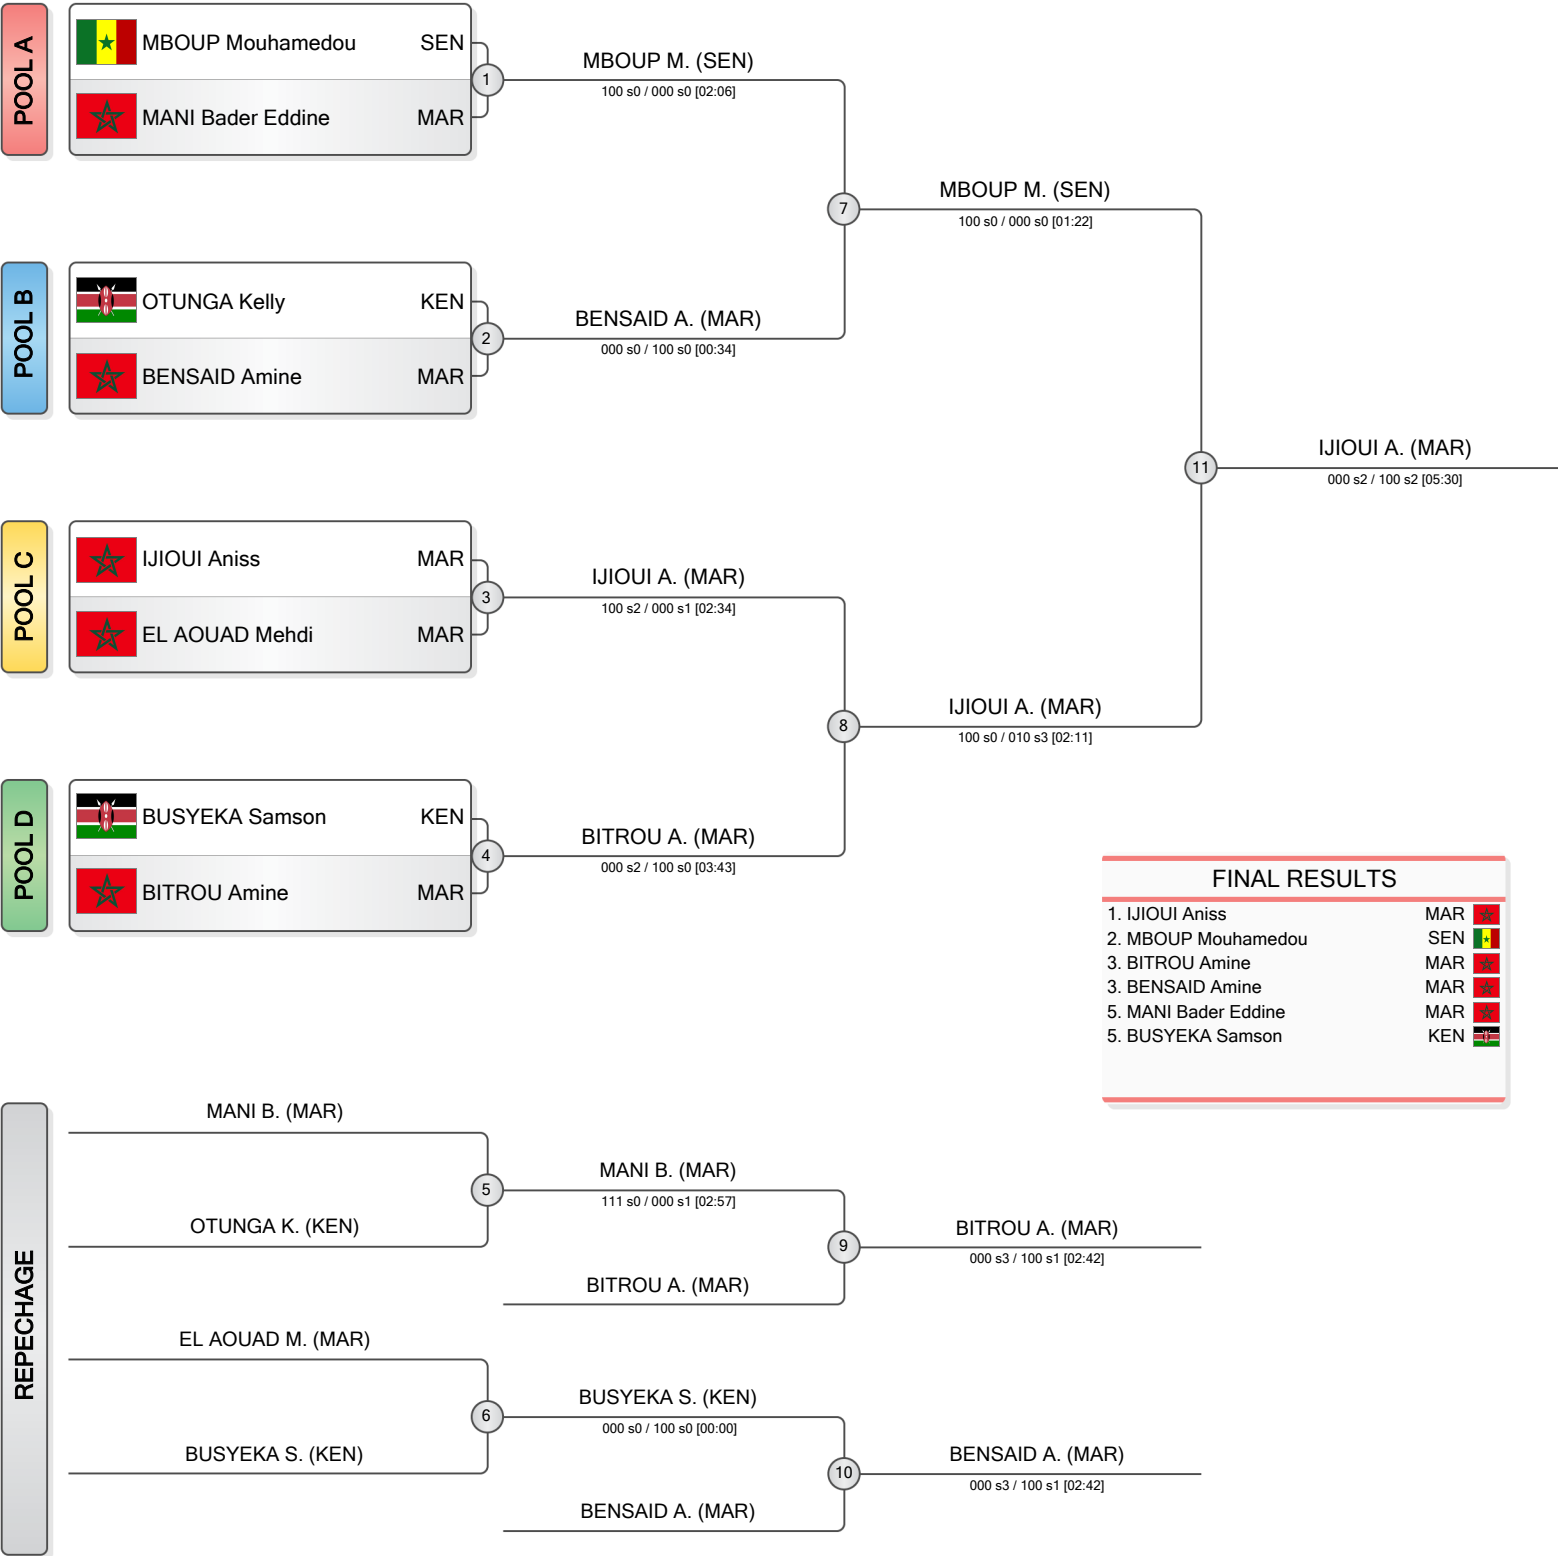 POOL A
MBOUP Mouhamedou SEN
MANI Bader Eddine MAR
1
MBOUP M. (SEN)
100 s0 / 000 s0 [02:06]
POOL B
OTUNGA Kelly KEN
BENSAID Amine MAR
2
BENSAID A. (MAR)
000 s0 / 100 s0 [00:34]
7
MBOUP M. (SEN)
100 s0 / 000 s0 [01:22]
POOL C
IJIOUI Aniss MAR
EL AOUAD Mehdi MAR
3
IJIOUI A. (MAR)
100 s2 / 000 s1 [02:34]
POOL D
BUSYEKA Samson KEN
BITROU Amine MAR
4
BITROU A. (MAR)
000 s2 / 100 s0 [03:43]
8
IJIOUI A. (MAR)
100 s0 / 010 s3 [02:11]
11
IJIOUI A. (MAR)
000 s2 / 100 s2 [05:30]
FINAL RESULTS
1. IJIOUI Aniss MAR
2. MBOUP Mouhamedou SEN
3. BITROU Amine MAR
3. BENSAID Amine MAR
5. MANI Bader Eddine MAR
5. BUSYEKA Samson KEN
REPECHAGE
MANI B. (MAR)
OTUNGA K. (KEN)
5
MANI B. (MAR)
111 s0 / 000 s1 [02:57]
BITROU A. (MAR)
9
BITROU A. (MAR)
000 s3 / 100 s1 [02:42]
EL AOUAD M. (MAR)
BUSYEKA S. (KEN)
6
BUSYEKA S. (KEN)
000 s0 / 100 s0 [00:00]
BENSAID A. (MAR)
10
BENSAID A. (MAR)
000 s3 / 100 s1 [02:42]